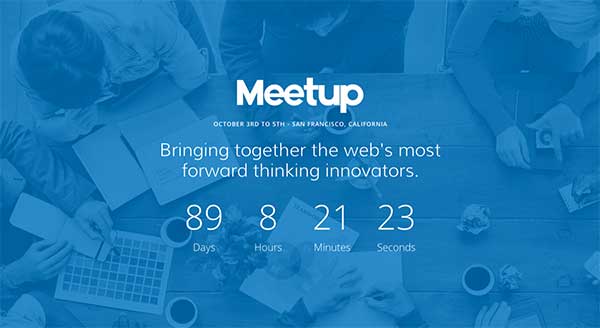 Meetup
OCTOBER 3RD TO 5TH - SAN FRANCISCO, CALIFORNIA
Bringing together the web's most
forward thinking innovators.
89 8 21 23
Days Hours Minutes Seconds